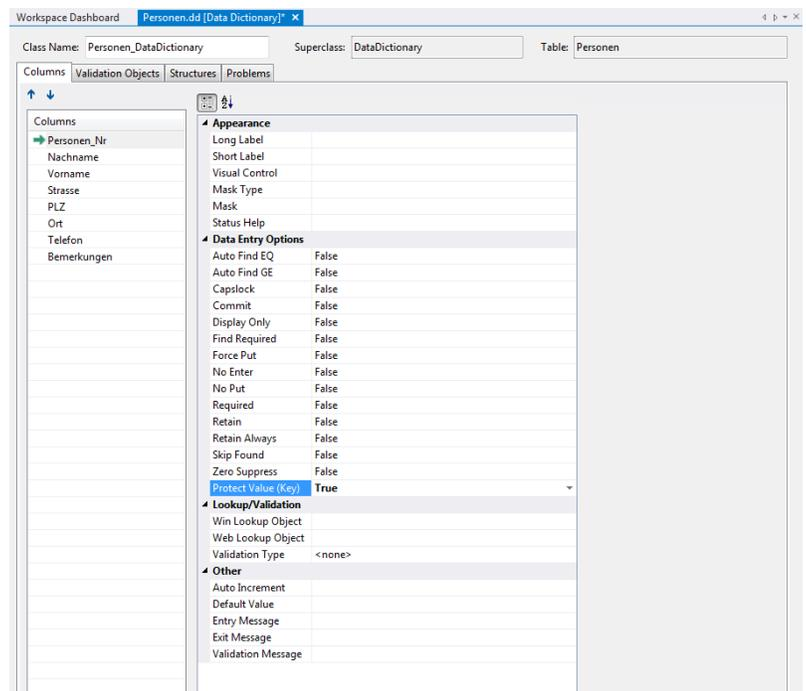 Workspace Dashboard Personen.dd [Data Dictionary]* ×
Class Name: Personen_DataDictionary Superclass: DataDictionary Table: Personen
Columns Validation Objects Structures Problems
Columns
Personen_Nr
Nachname
Vorname
Strasse
PLZ
Ort
Telefon
Bemerkungen
Appearance
Long Label
Short Label
Visual Control
Mask Type
Mask
Status Help
Data Entry Options
Auto Find EQ False
Auto Find GE False
Capslock False
Commit False
Display Only False
Find Required False
Force Put False
No Enter False
No Put False
Required False
Retain False
Retain Always False
Skip Found False
Zero Suppress False
Protect Value (Key) True
Lookup/Validation
Win Lookup Object
Web Lookup Object
Validation Type <none>
Other
Auto Increment
Default Value
Entry Message
Exit Message
Validation Message